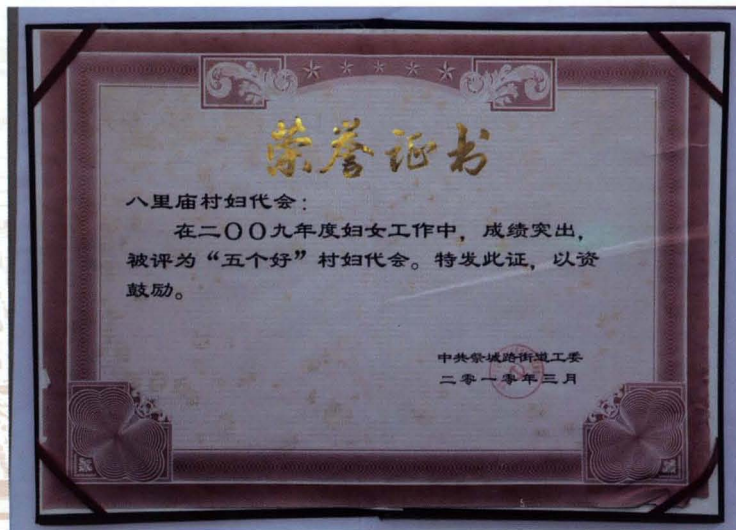 荣誉证书
八里庙村妇代会：
在二〇〇九年度妇女工作中，成绩突出，
被评为“五个好”村妇代会。特发此证，以资
鼓励。
中共祭城路街道工委
二零一零年三月